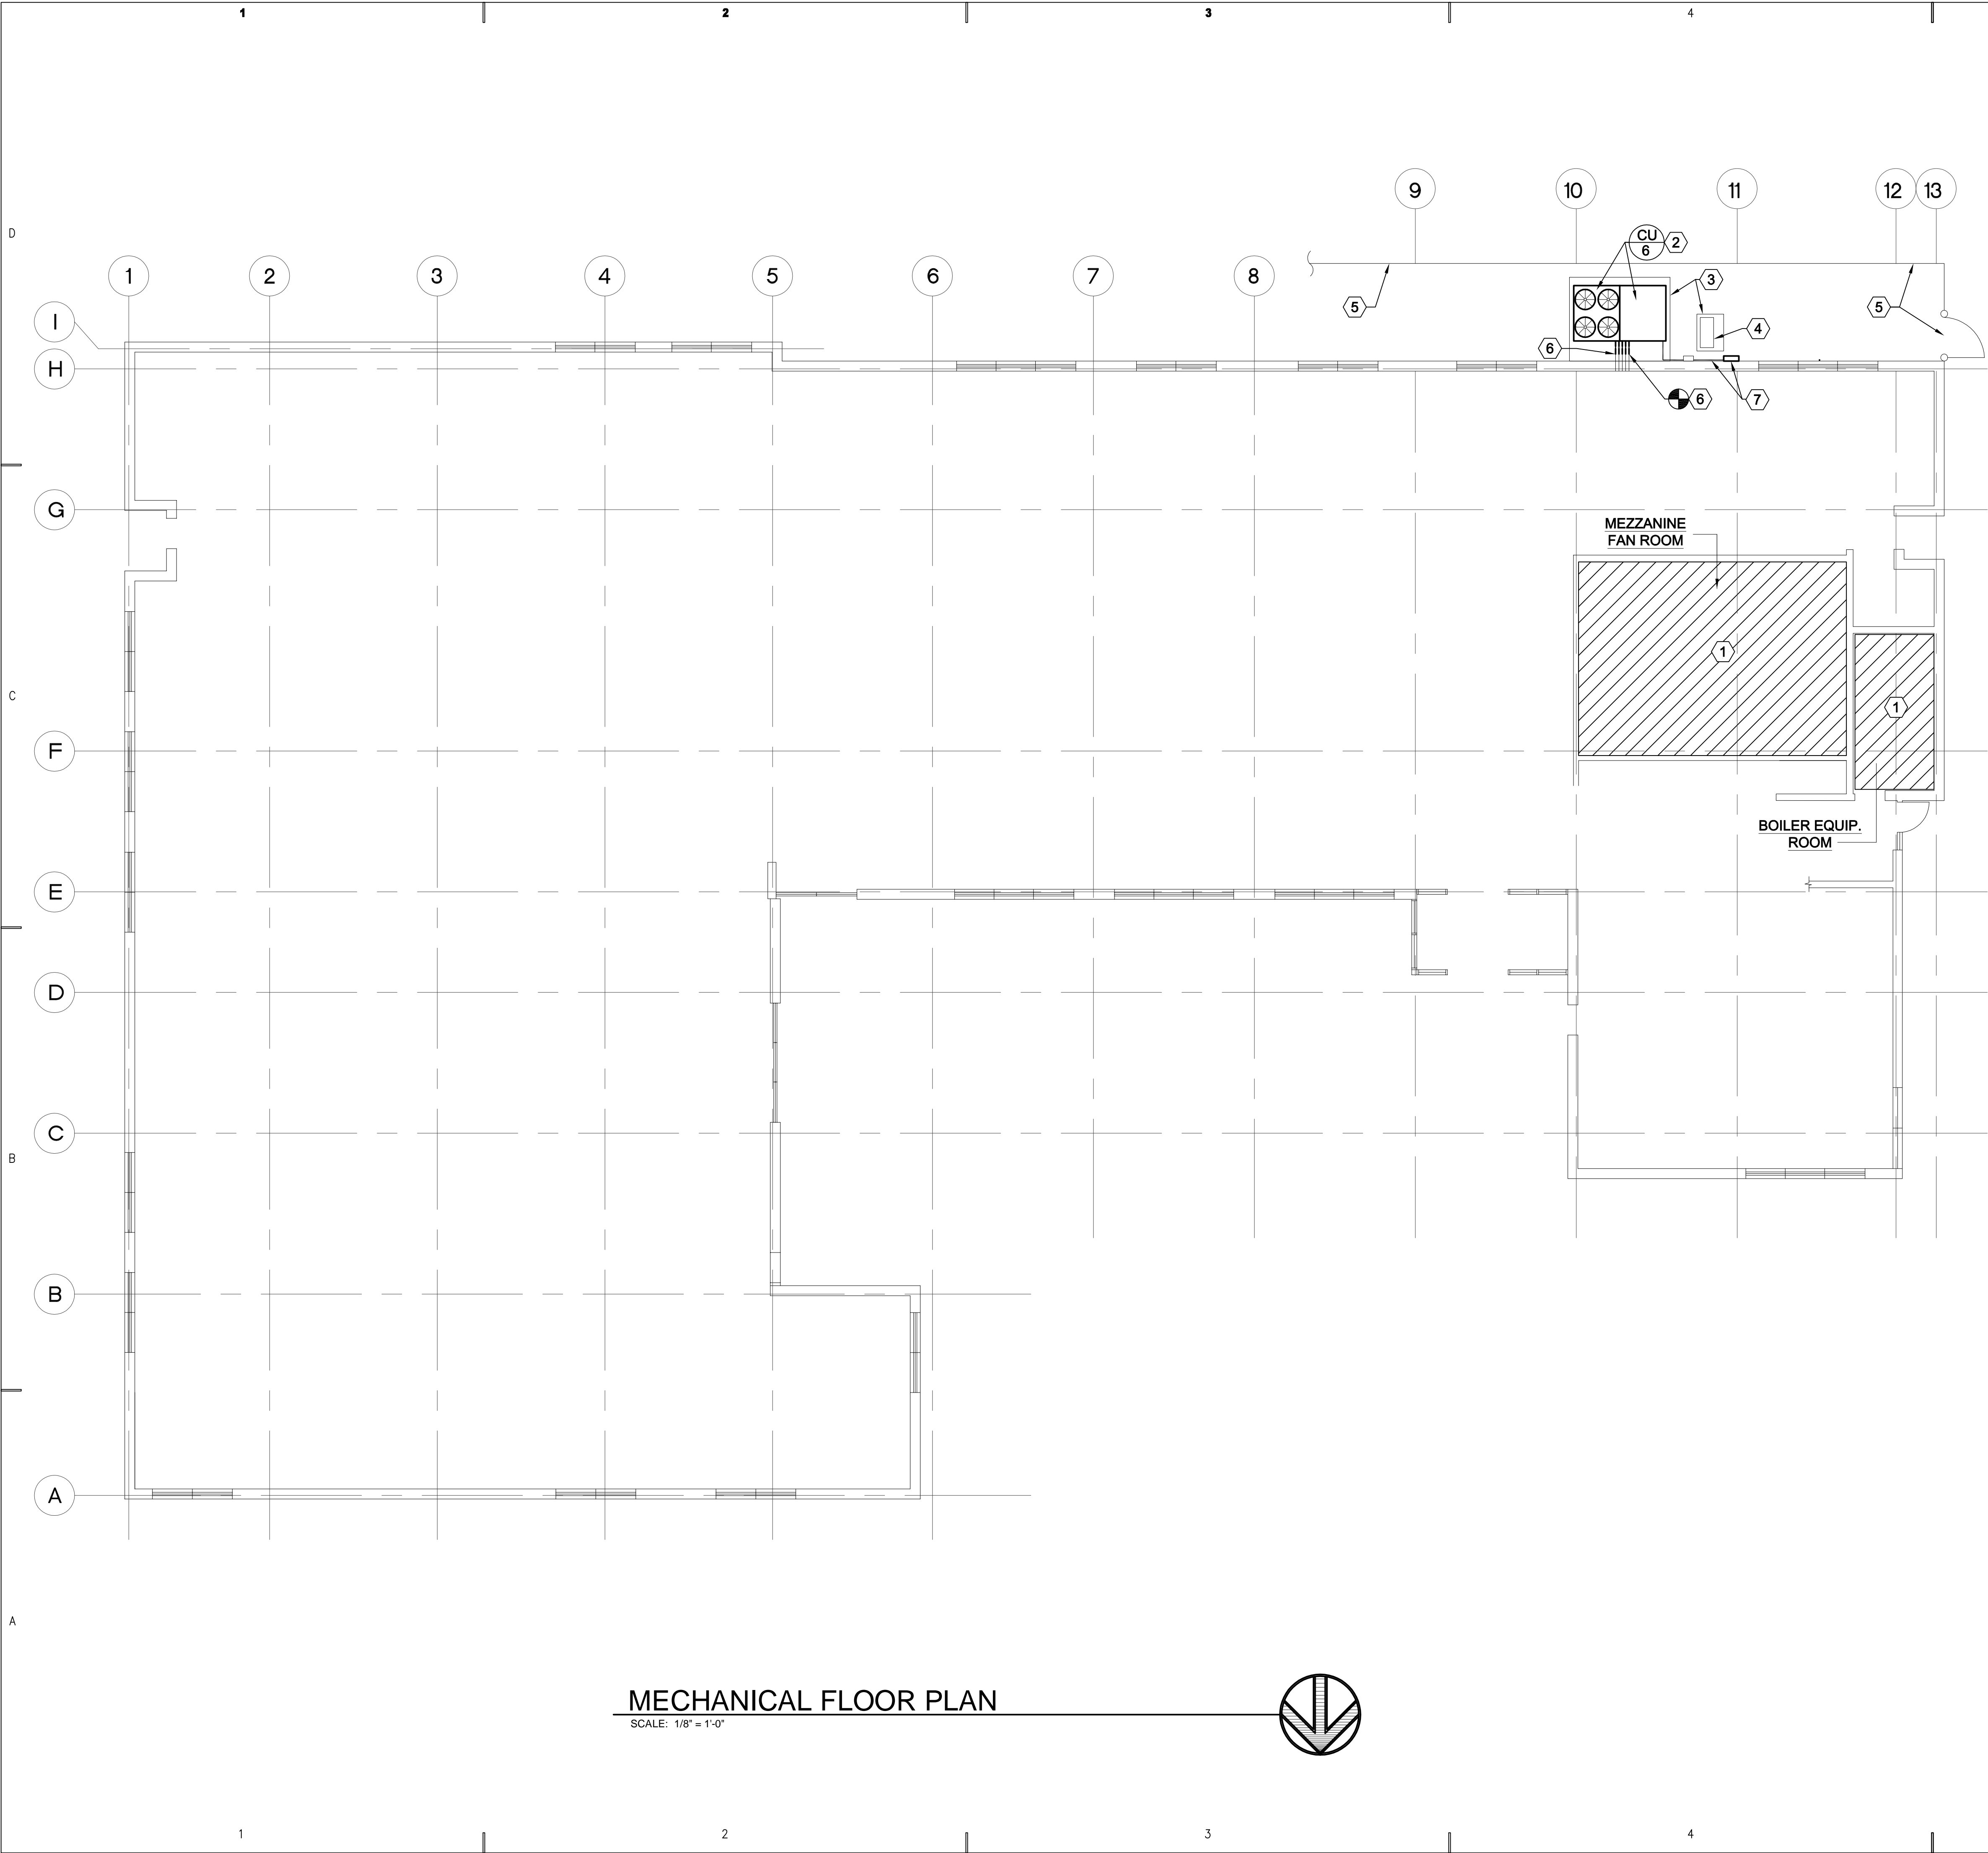 1 2 3 4
D
9 10 11 12 13
CU
6
2
1 2 3 4 5 6 7 8
3
5
5
I
4
6
H
6
7
G
MEZZANINE
FAN ROOM
1
C
1
F
BOILER EQUIP.
ROOM
E
D
C
B
B
A
A
MECHANICAL FLOOR PLAN
SCALE: 1/8" = 1'-0"
1 2 3 4